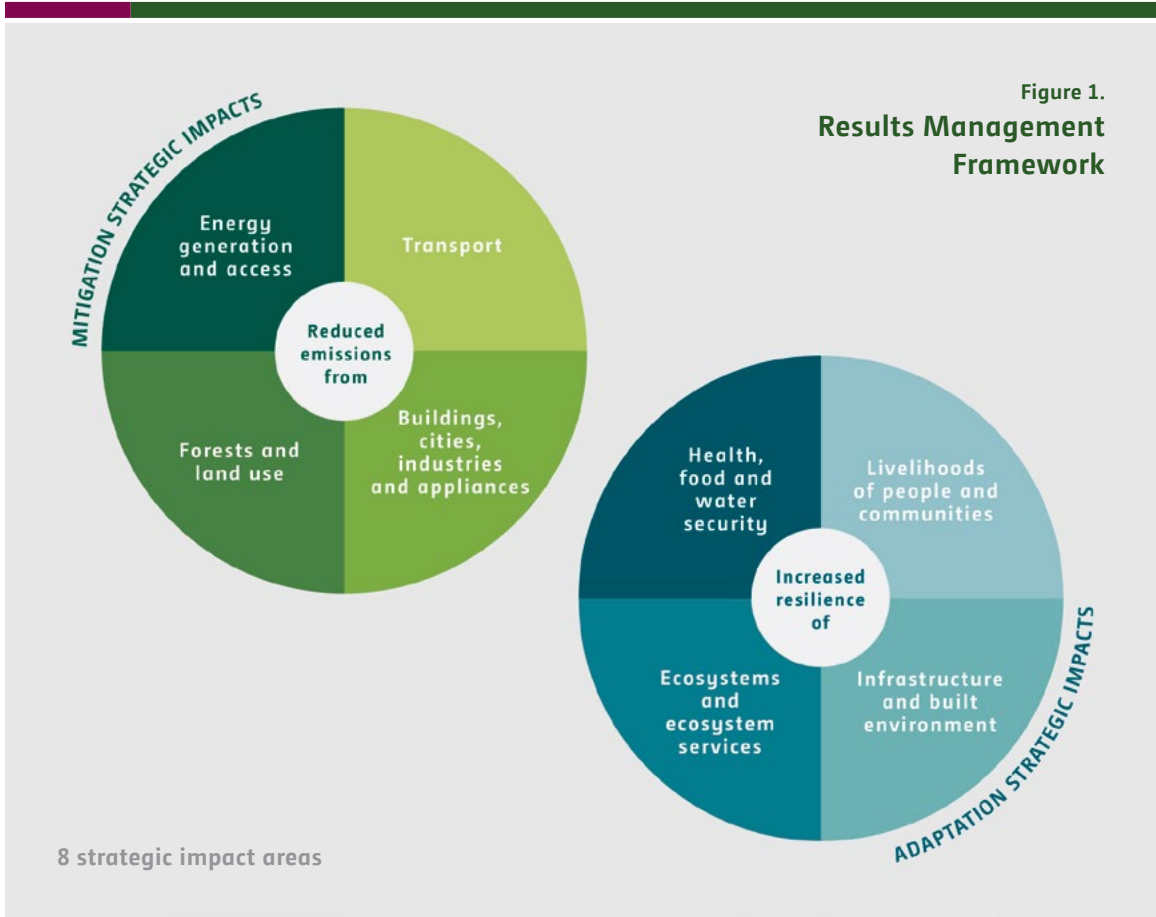 Figure 1.
Results Management
Framework
MITIGATION STRATEGIC IMPACTS
Energy
generation
and access
Transport
Reduced
emissions
from
Forests and
land use
Buildings,
cities,
industries
and appliances
Health,
food and
water
security
Livelihoods
of people and
communities
Increased
resilience
of
Ecosystems
and
ecosystem
services
Infrastructure
and built
environment
ADAPTATION STRATEGIC IMPACTS
8 strategic impact areas